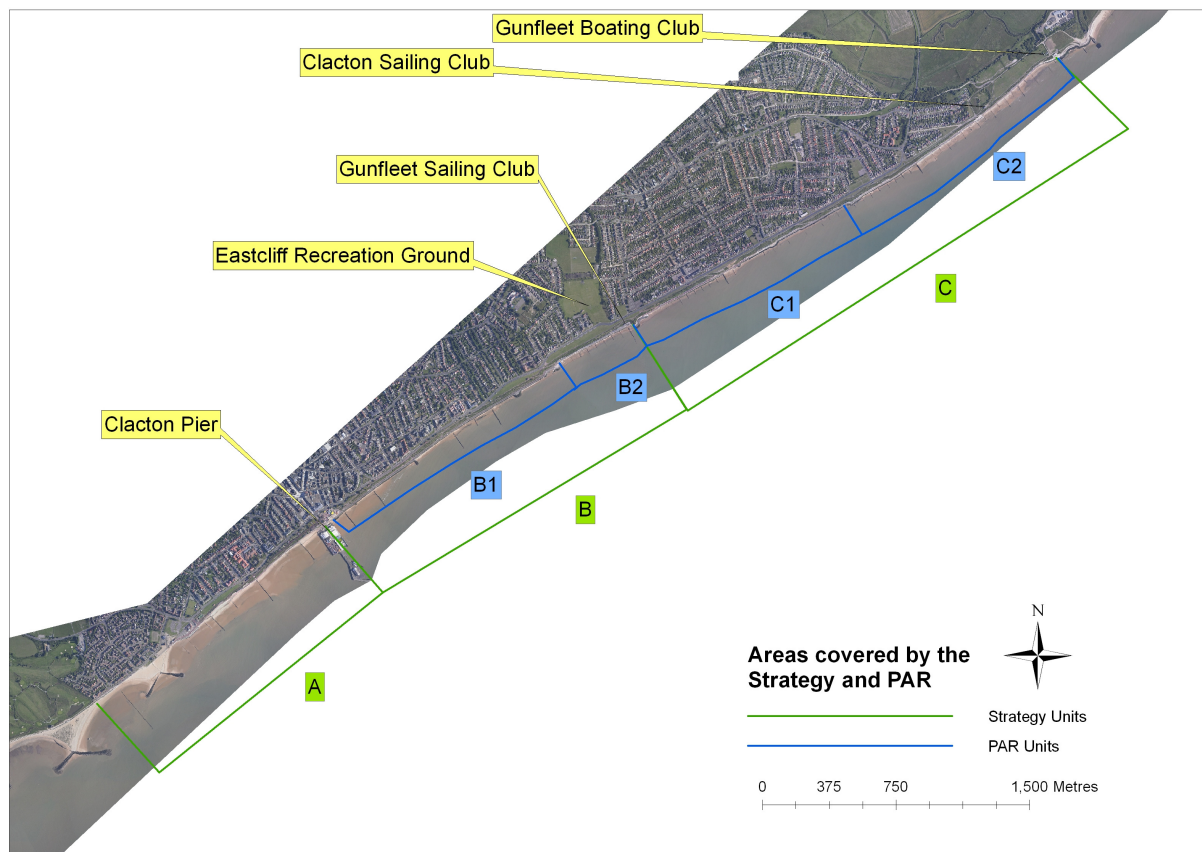 Gunfleet Boating Club
Clacton Sailing Club
Gunfleet Sailing Club
C2
Eastcliff Recreation Ground
C
C1
B2
Clacton Pier
B1
B
N
Areas covered by the
Strategy and PAR
A
Strategy Units
PAR Units
0 375 750 1,500 Metres